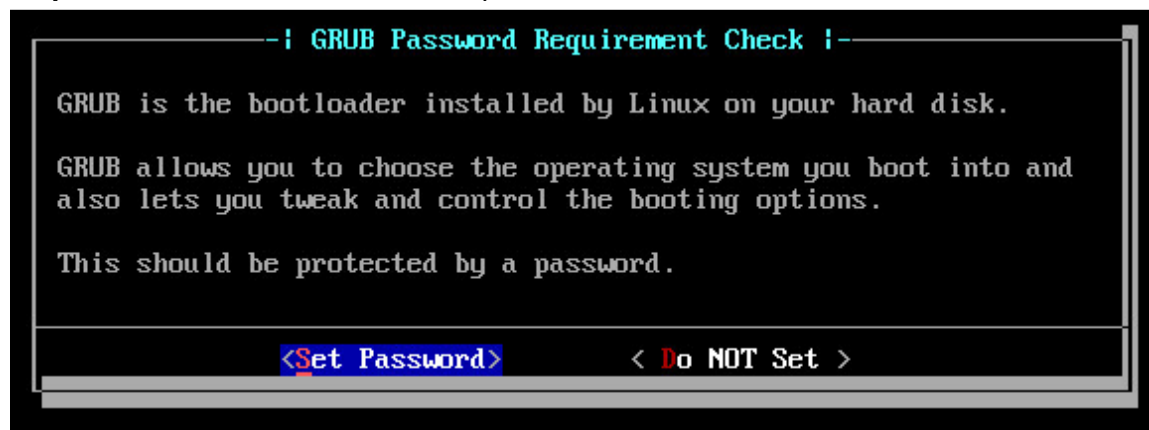 -| GRUB Password Requirement Check |-
GRUB is the bootloader installed by Linux on your hard disk.
GRUB allows you to choose the operating system you boot into and
also lets you tweak and control the booting options.
This should be protected by a password.
<Set Password> < Do NOT Set >